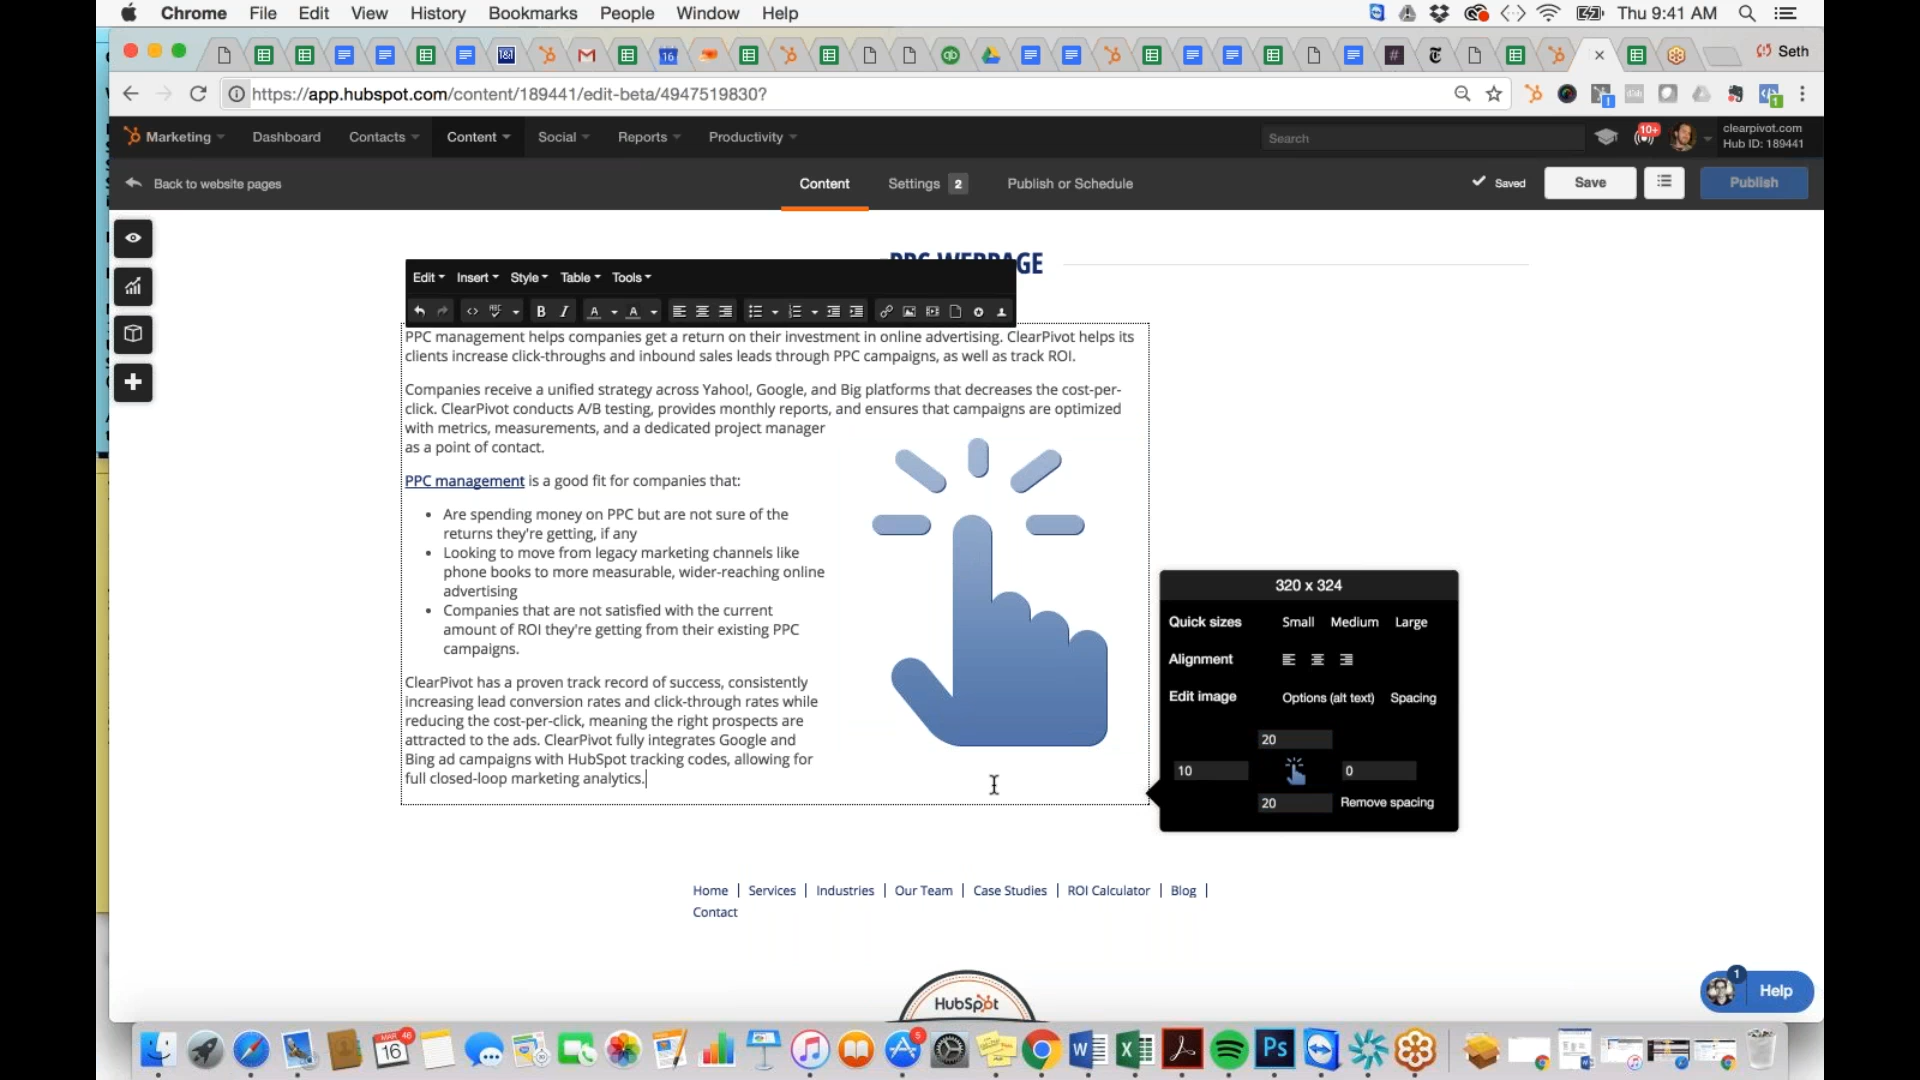 Chrome File Edit View History Bookmarks People Window Help Thu 9:41 AM
16
Seth
https://app.hubspot.com/content/189441/edit-beta/4947519830?
Marketing Dashboard Contacts Content Social Reports Productivity Search 10+ clearpivot.com
Hub ID: 189441
Back to website pages Content Settings 2 Publish or Schedule Saved Save Publish
PPC WEBPAGE
Edit Insert Style Table Tools
PPC management helps companies get a return on their investment in online advertising. ClearPivot helps its
clients increase click-throughs and inbound sales leads through PPC campaigns, as well as track ROI.
Companies receive a unified strategy across Yahoo!, Google, and Big platforms that decreases the cost-per-
click. ClearPivot conducts A/B testing, provides monthly reports, and ensures that campaigns are optimized
with metrics, measurements, and a dedicated project manager
as a point of contact.
PPC management is a good fit for companies that:
Are spending money on PPC but are not sure of the
returns they're getting, if any
Looking to move from legacy marketing channels like
phone books to more measurable, wider-reaching online
advertising
Companies that are not satisfied with the current
amount of ROI they're getting from their existing PPC
campaigns.
ClearPivot has a proven track record of success, consistently
increasing lead conversion rates and click-through rates while
reducing the cost-per-click, meaning the right prospects are
attracted to the ads. ClearPivot fully integrates Google and
Bing ad campaigns with HubSpot tracking codes, allowing for
full closed-loop marketing analytics.
320 x 324
Quick sizes Small Medium Large
Alignment
Edit image Options (alt text) Spacing
20
10 0
20 Remove spacing
Home | Services | Industries | Our Team | Case Studies | ROI Calculator | Blog |
Contact
HubSpot
1
Help
MAR 46
16
5
W X Ps